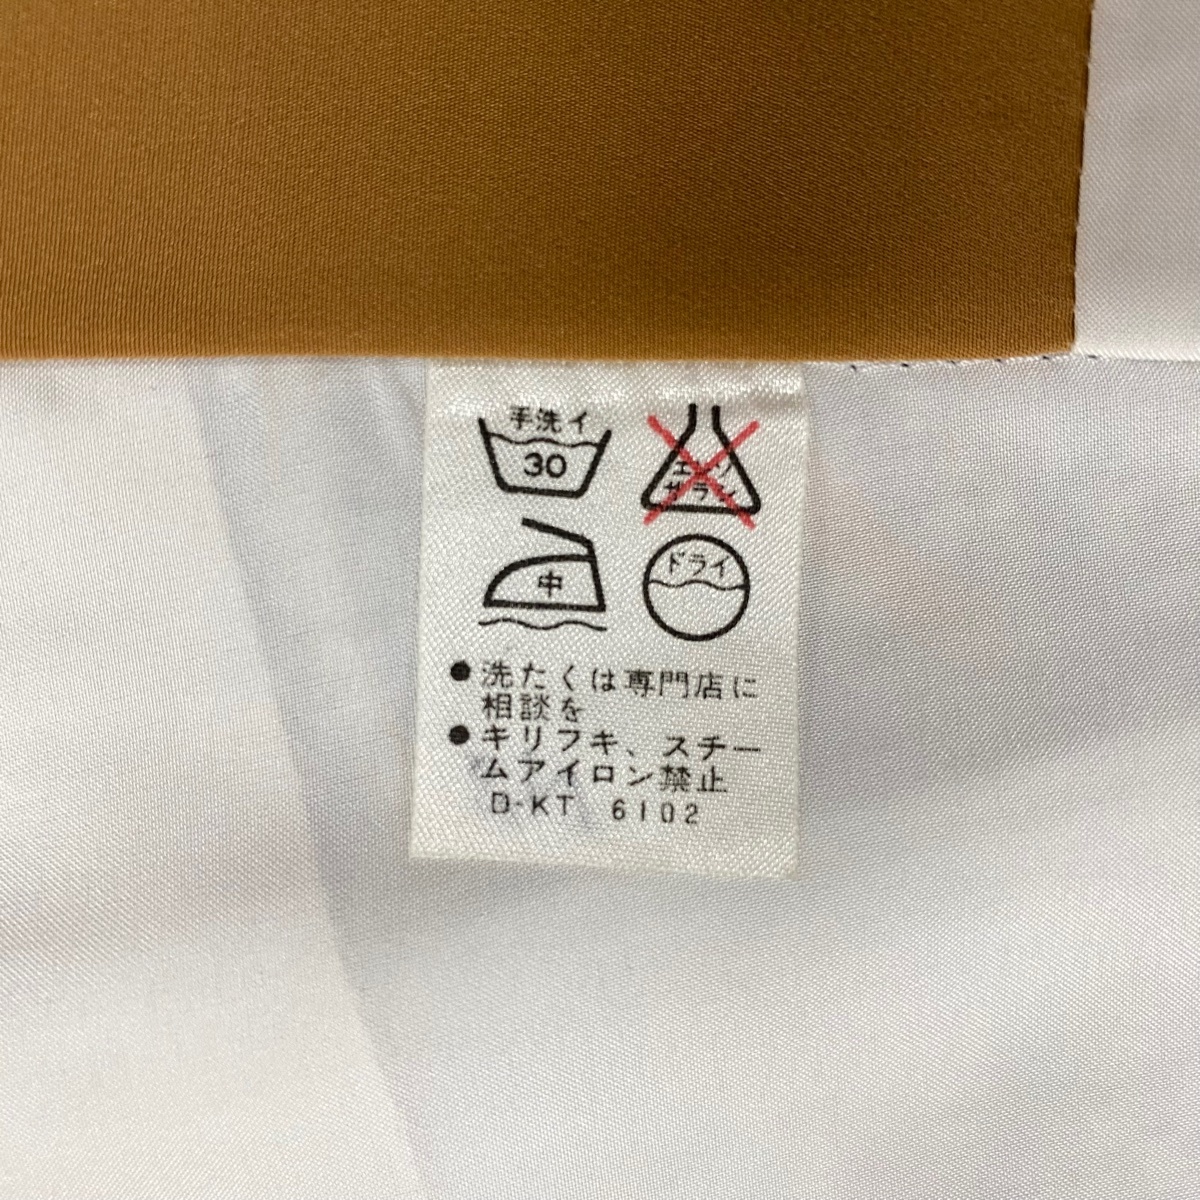 手洗イ
30
エンソ
サラシ
中
ドライ
●洗たくは専門店に
相談を
●キリフキ、スチー
ムアイロン禁止
D-KT 6102